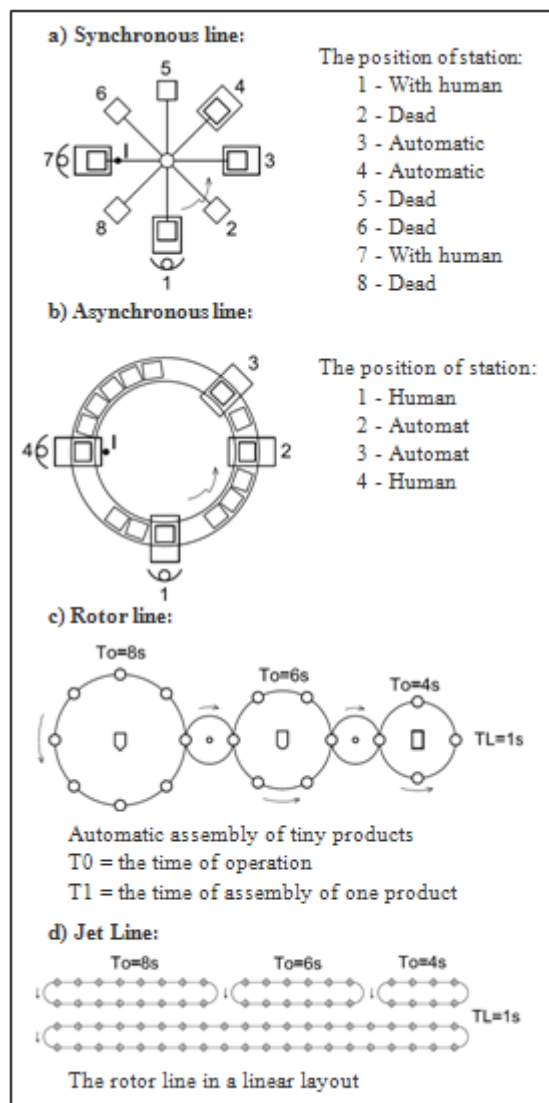 a) Synchronous line:
The position of station:
1 - With human
2 - Dead
3 - Automatic
4 - Automatic
5 - Dead
6 - Dead
7 - With human
8 - Dead
5
6
4
7
I
3
8
2
1
b) Asynchronous line:
The position of station:
1 - Human
2 - Automat
3 - Automat
4 - Human
3
4
I
2
1
c) Rotor line:
To=8s
To=6s
To=4s
TL=1s
Automatic assembly of tiny products
T0 = the time of operation
T1 = the time of assembly of one product
d) Jet Line:
To=8s
To=6s
To=4s
TL=1s
The rotor line in a linear layout